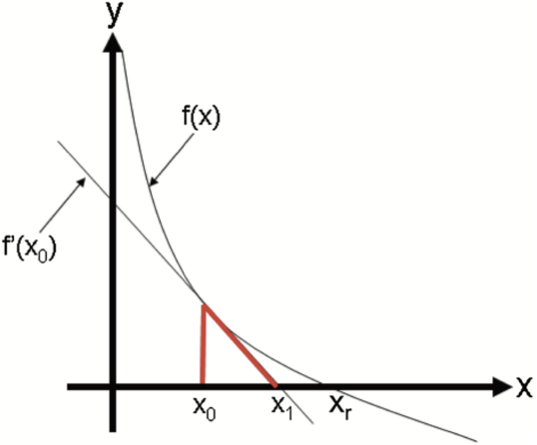 y
f(x)
f'(x₀)
x
x₀
x₁
xᵣ